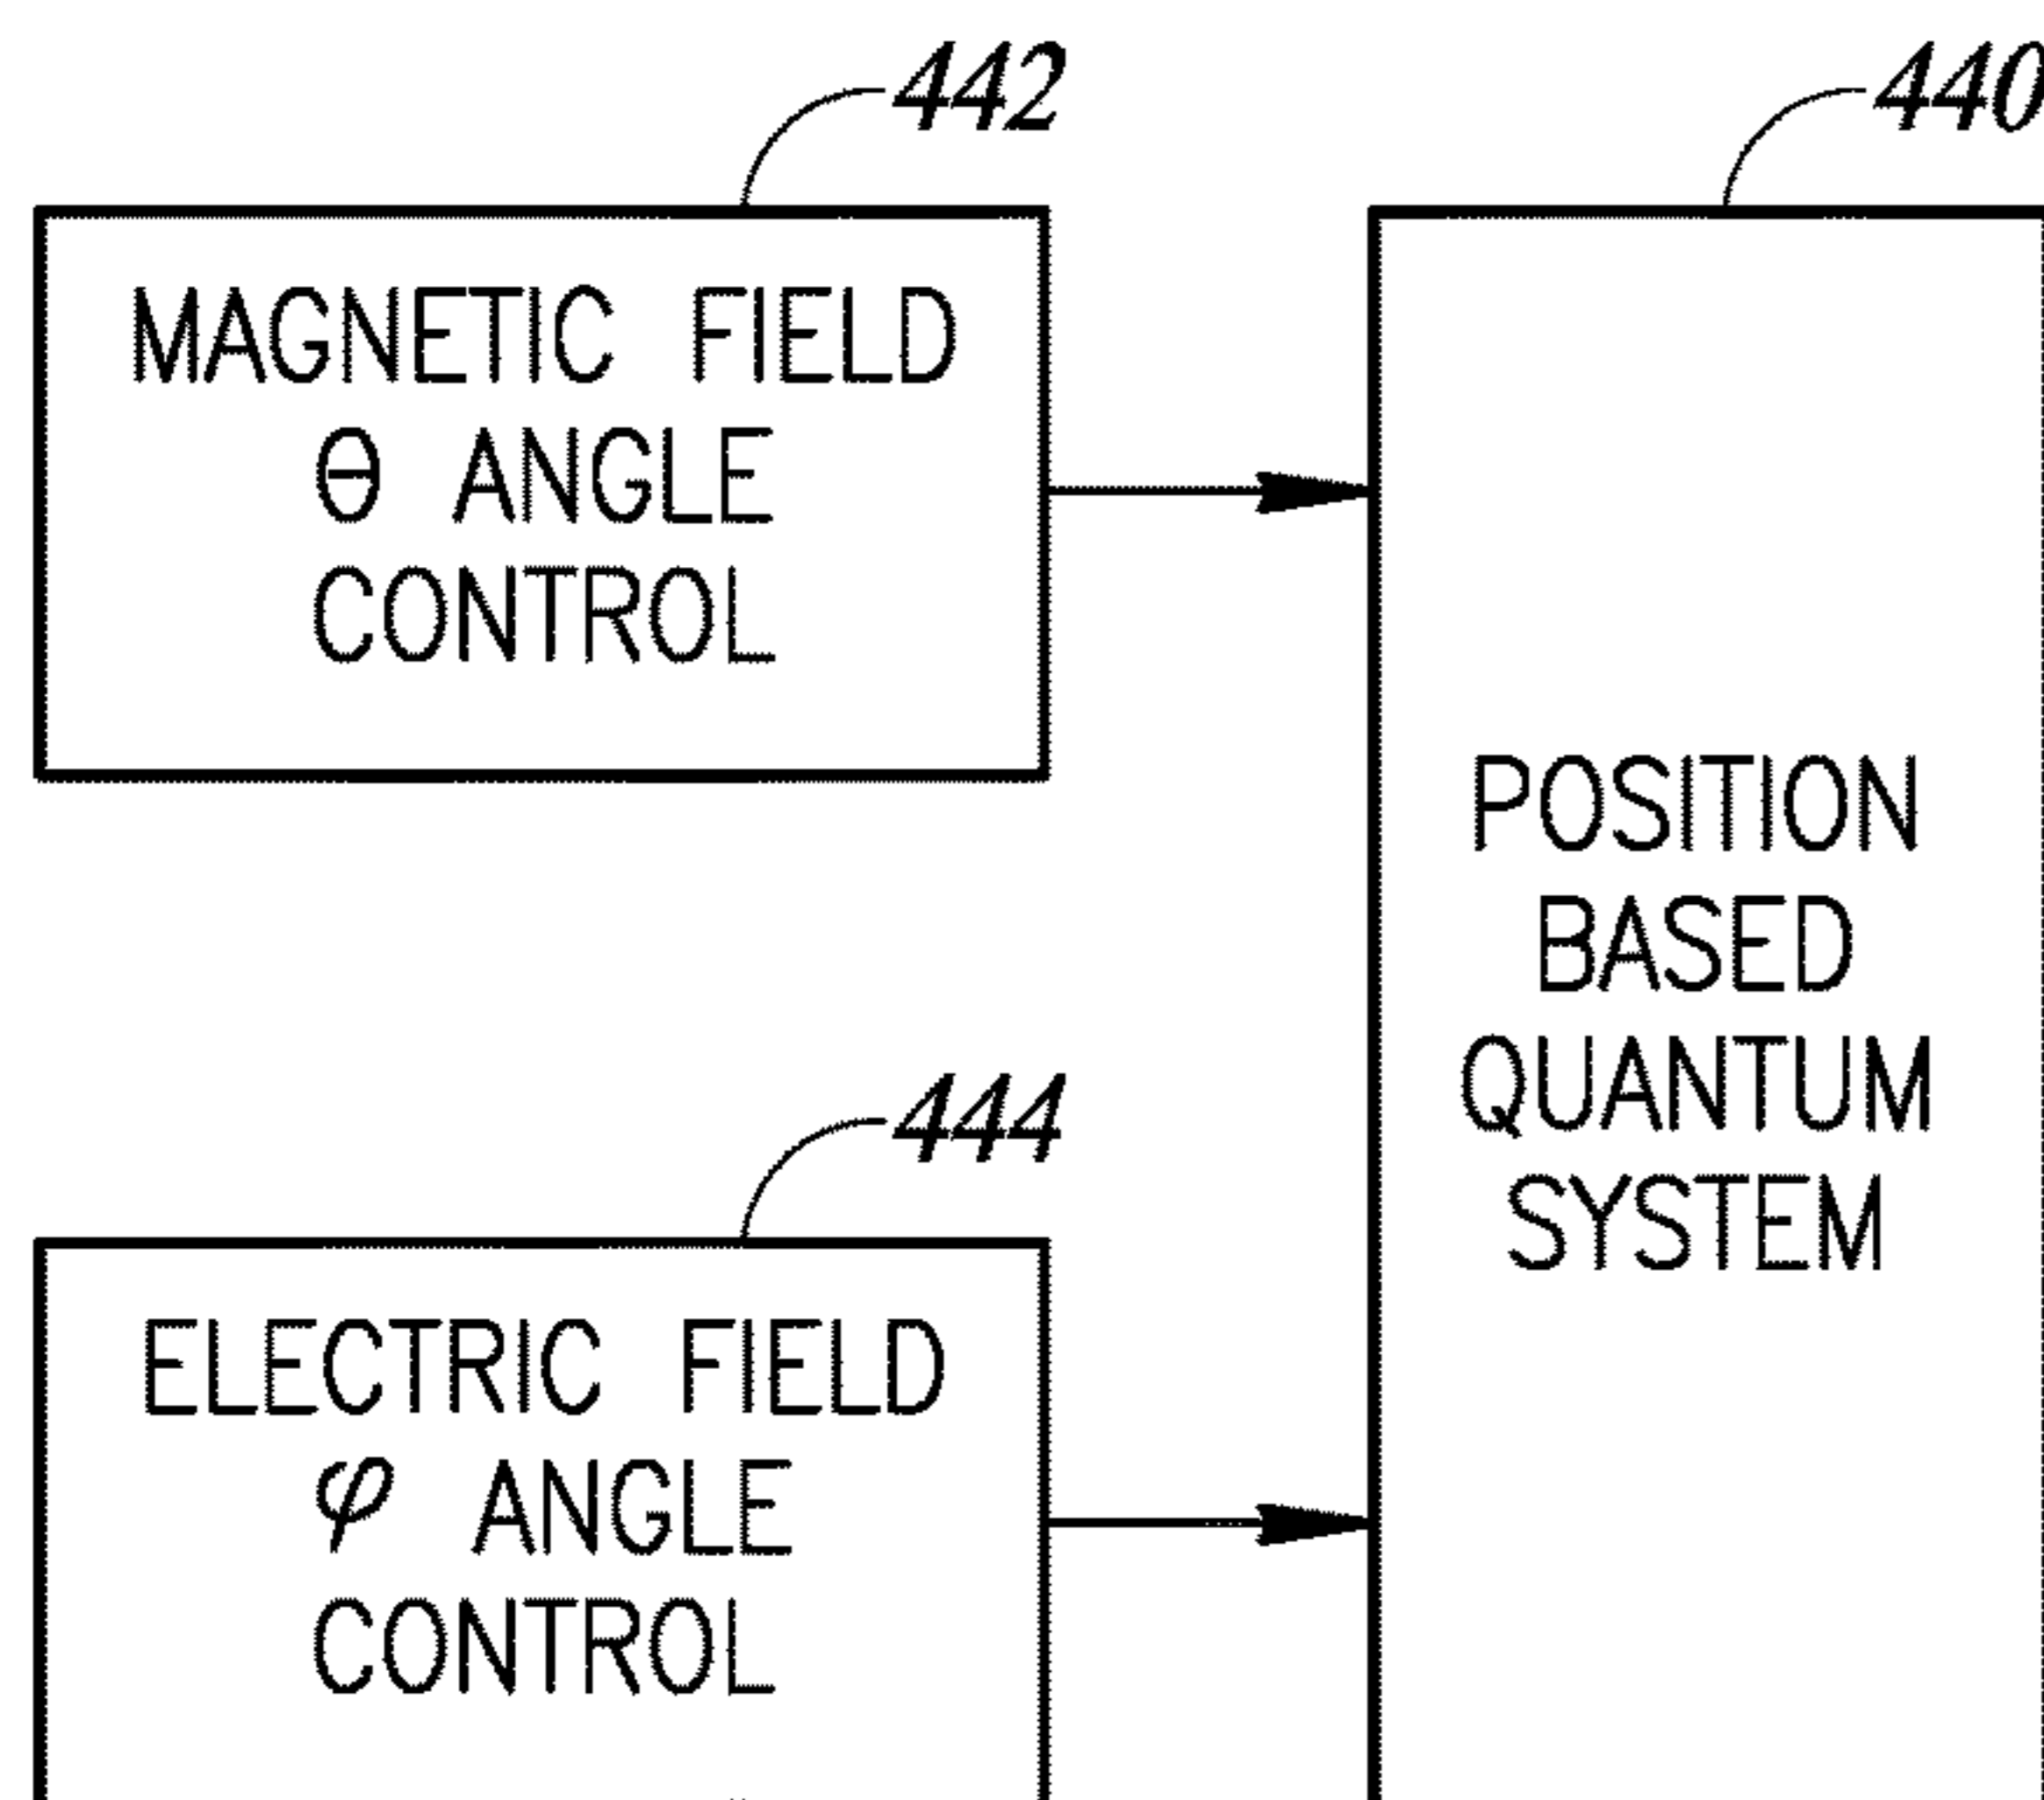 442
MAGNETIC FIELD
θ ANGLE
CONTROL
440
POSITION
BASED
QUANTUM
SYSTEM
444
ELECTRIC FIELD
φ ANGLE
CONTROL